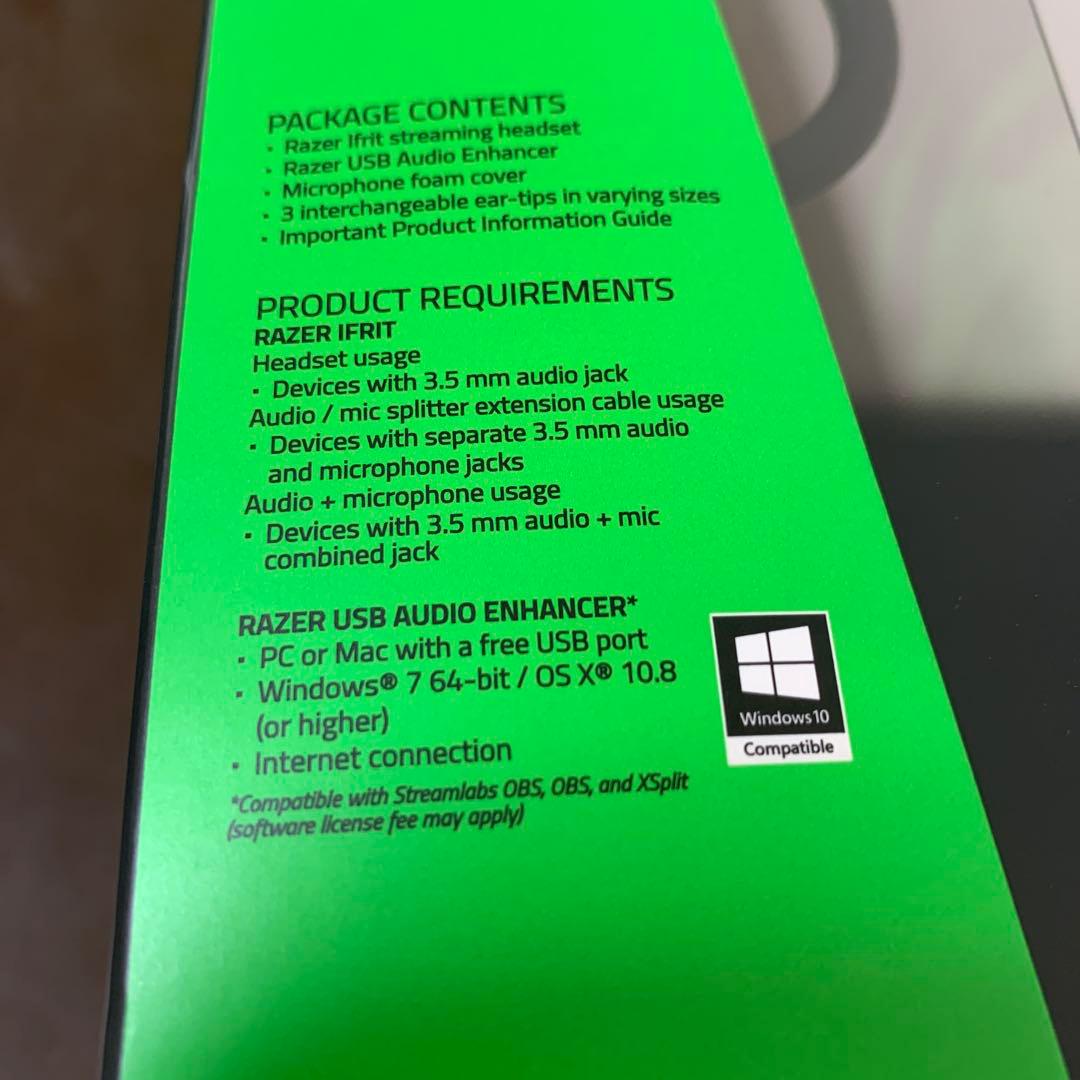 PACKAGE CONTENTS
· Razer Ifrit streaming headset
· Razer USB Audio Enhancer
· Microphone foam cover
· 3 interchangeable ear-tips in varying sizes
· Important Product Information Guide
PRODUCT REQUIREMENTS
RAZER IFRIT
Headset usage
· Devices with 3.5 mm audio jack
Audio / mic splitter extension cable usage
· Devices with separate 3.5 mm audio
and microphone jacks
Audio + microphone usage
· Devices with 3.5 mm audio + mic
combined jack
RAZER USB AUDIO ENHANCER*
· PC or Mac with a free USB port
· Windows® 7 64-bit / OS X® 10.8
(or higher)
· Internet connection
*Compatible with Streamlabs OBS, OBS, and XSplit
(software license fee may apply)
Windows 10
Compatible